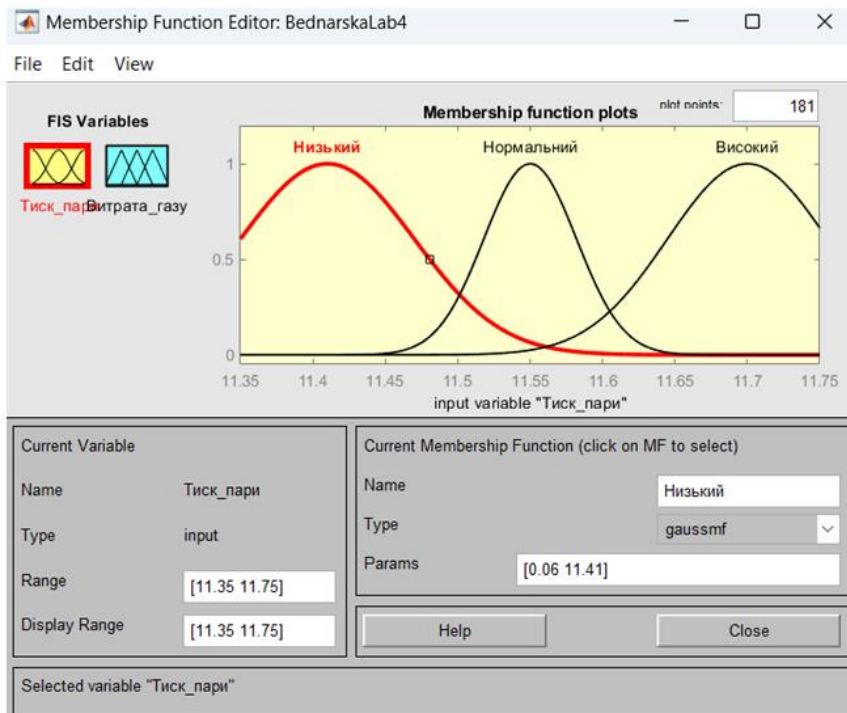 Membership Function Editor: BednarskaLab4
File Edit View
FIS Variables
Тиск_пари
Витрата_газу
Membership function plots
plot points:
181
Низький
Нормальний
Високий
1
0.5
0
11.35 11.4 11.45 11.5 11.55 11.6 11.65 11.7 11.75
input variable "Тиск_пари"
Current Variable
Name Тиск_пари
Type input
Range [11.35 11.75]
Display Range [11.35 11.75]
Current Membership Function (click on MF to select)
Name Низький
Type gaussmf
Params [0.06 11.41]
Help
Close
Selected variable "Тиск_пари"